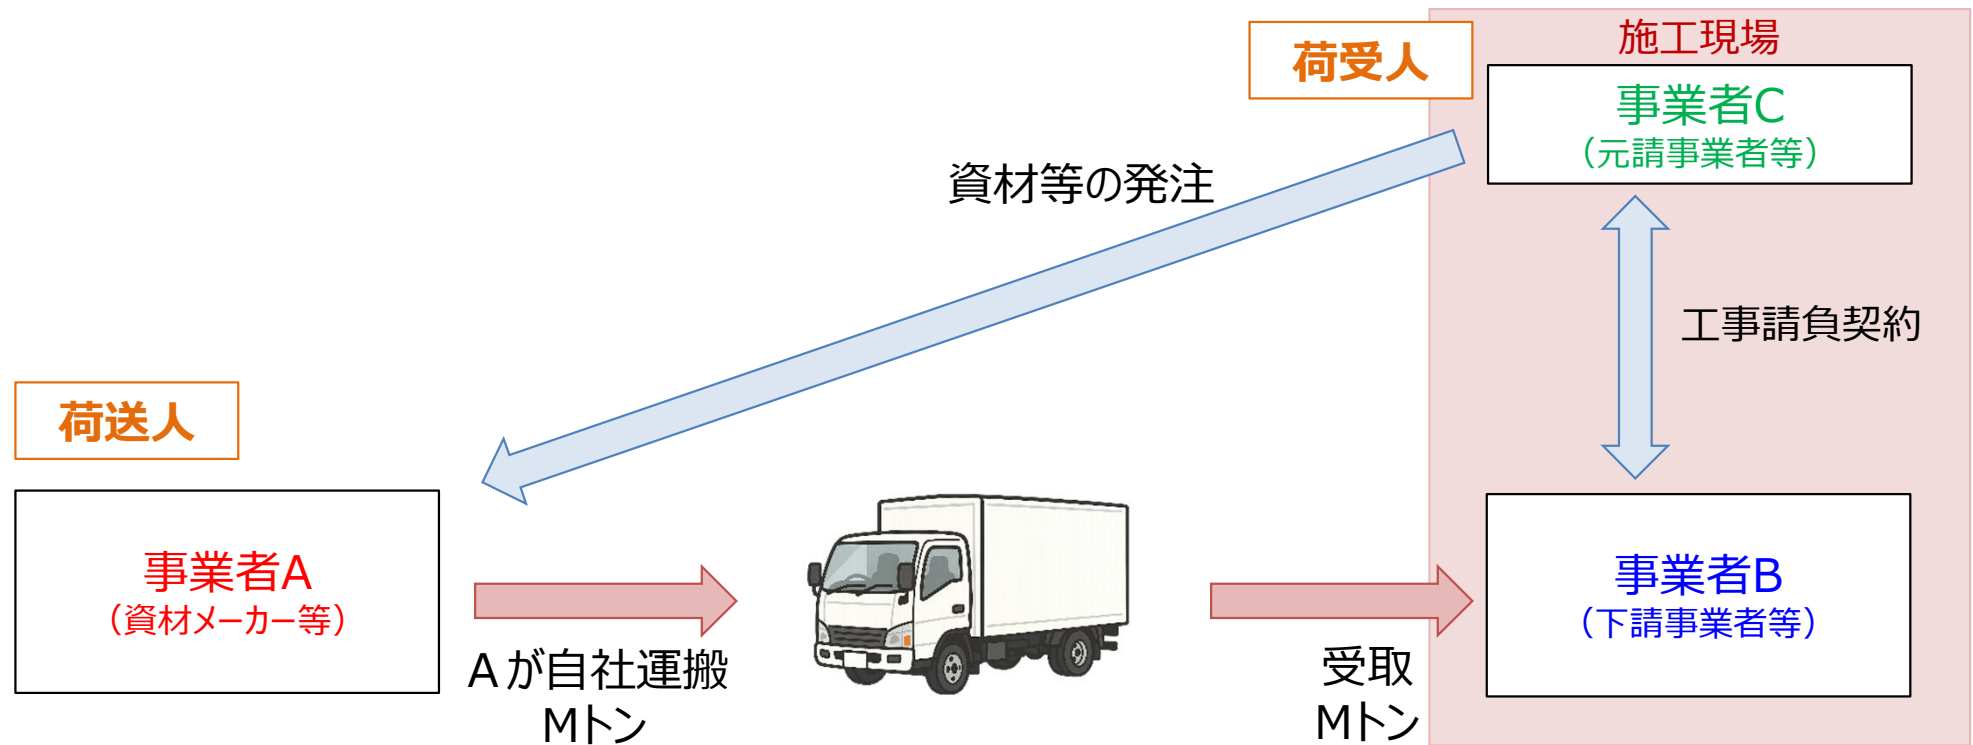 施工現場
荷受人
事業者C
（元請事業者等）
資材等の発注
工事請負契約
荷送人
事業者A
（資材メーカー等）
事業者B
（下請事業者等）
Aが自社運搬
Mトン
受取
Mトン